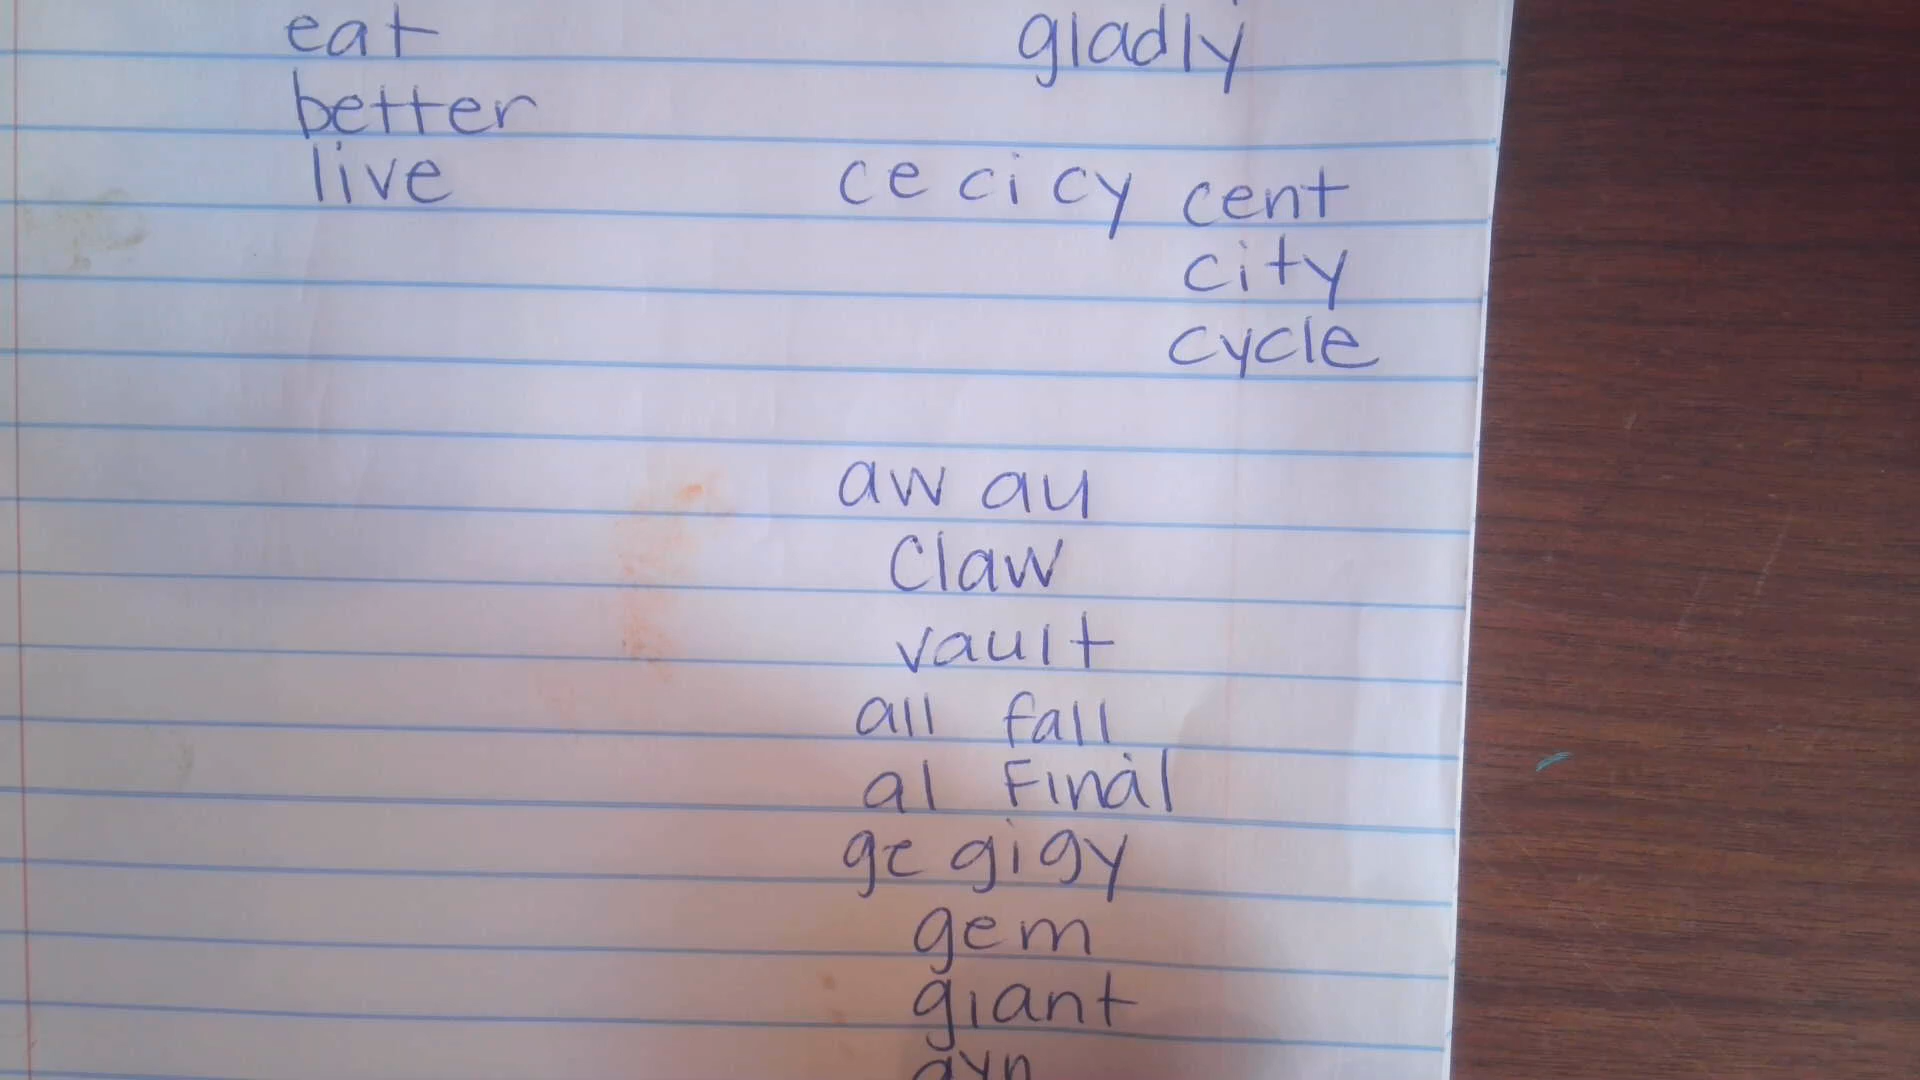 eat
better
live
gladly
ce ci cy cent
city
cycle
aw au
Claw
vault
all fall
al Final
ge gi gy
gem
giant